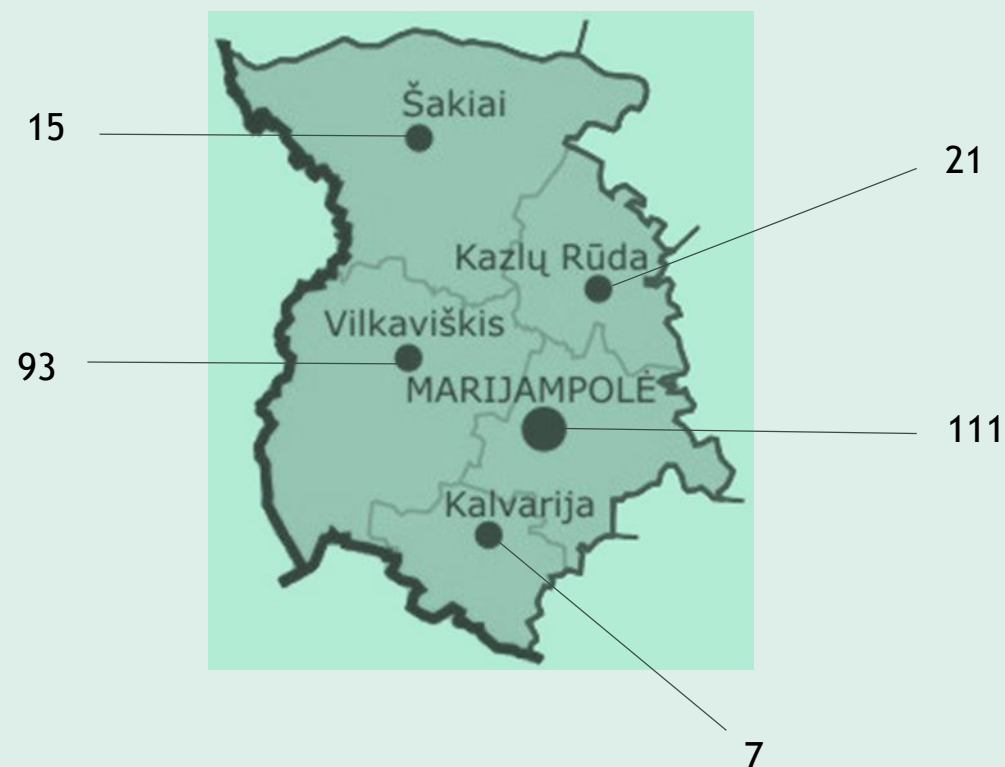 Šakiai
15
21
Kazlų Rūda
Vilkaviškis
93
MARIJAMPOLĖ
111
Kalvarija
7